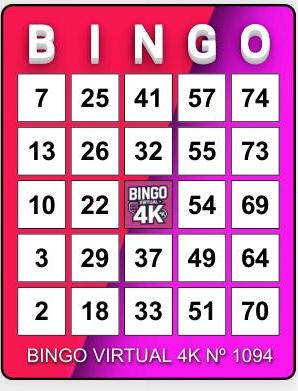 B I N G O
7 25 41 57 74
13 26 32 55 73
10 22 BINGO VIRTUAL 4K 54 69
3 29 37 49 64
2 18 33 51 70
BINGO VIRTUAL 4K Nº 1094